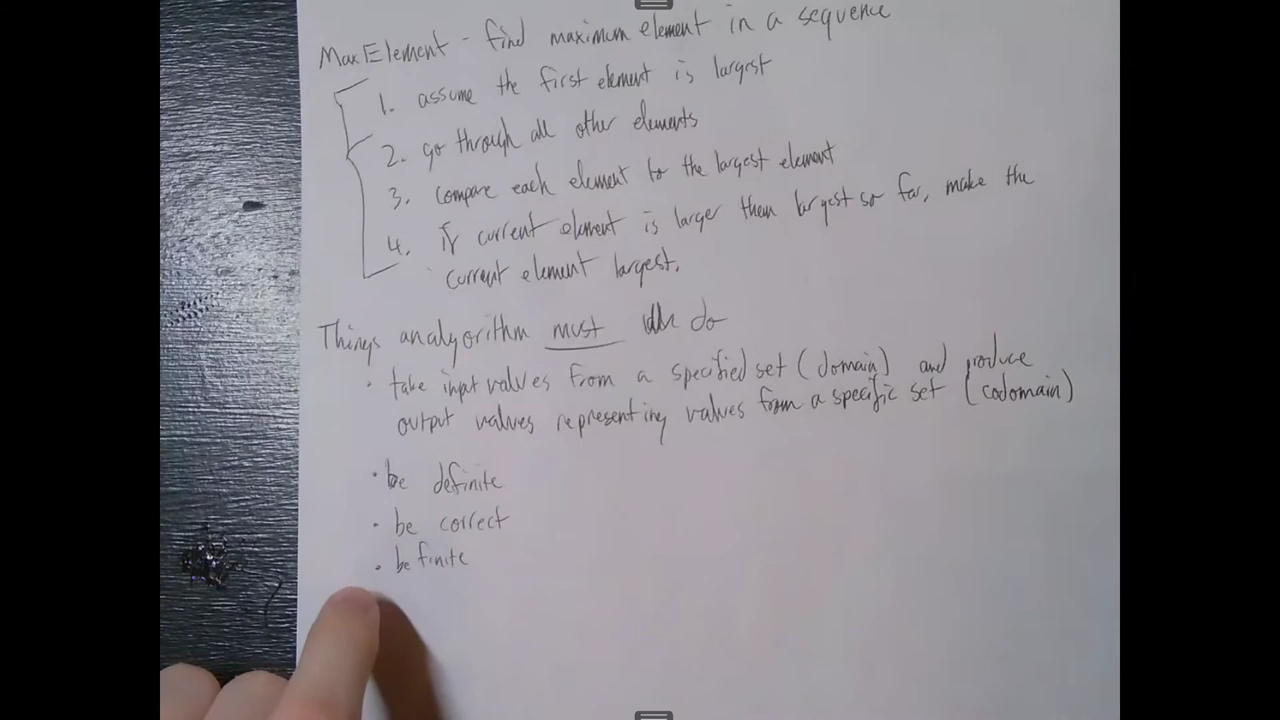 MaxElement - find maximum element in a sequence
1. assume the first element is largest
2. go through all other elements
3. compare each element to the largest element
4. if current element is larger then largest so far, make the
current element largest.
Things an algorithm must do
· take input values from a specified set (domain) and produce
output values representing values from a specific set (codomain)
· be definite
· be correct
· be finite